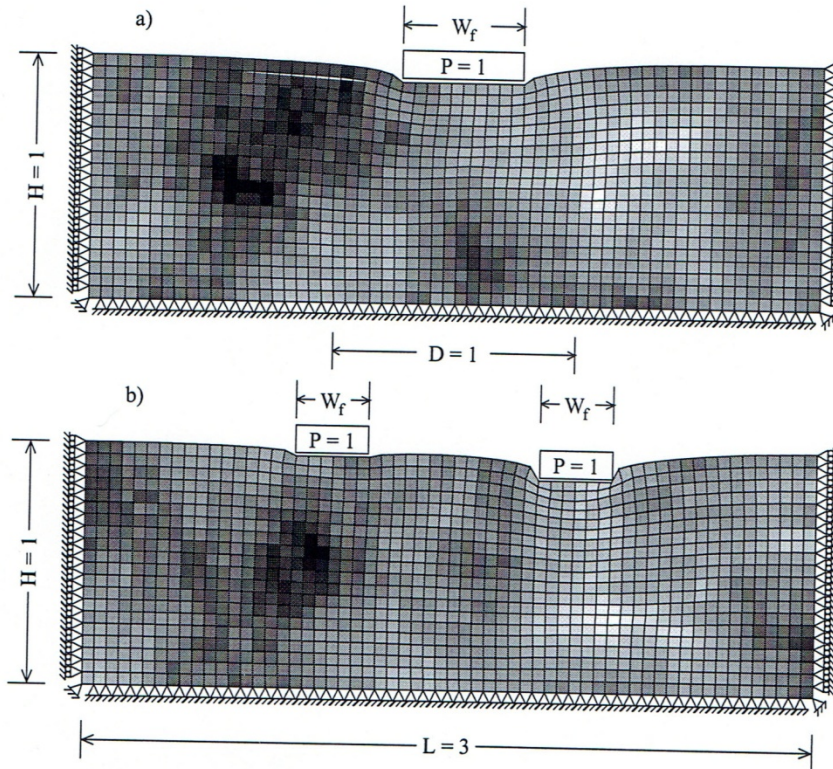 a)
W_f
P = 1
H = 1
D = 1
b)
W_f
W_f
P = 1
P = 1
H = 1
L = 3